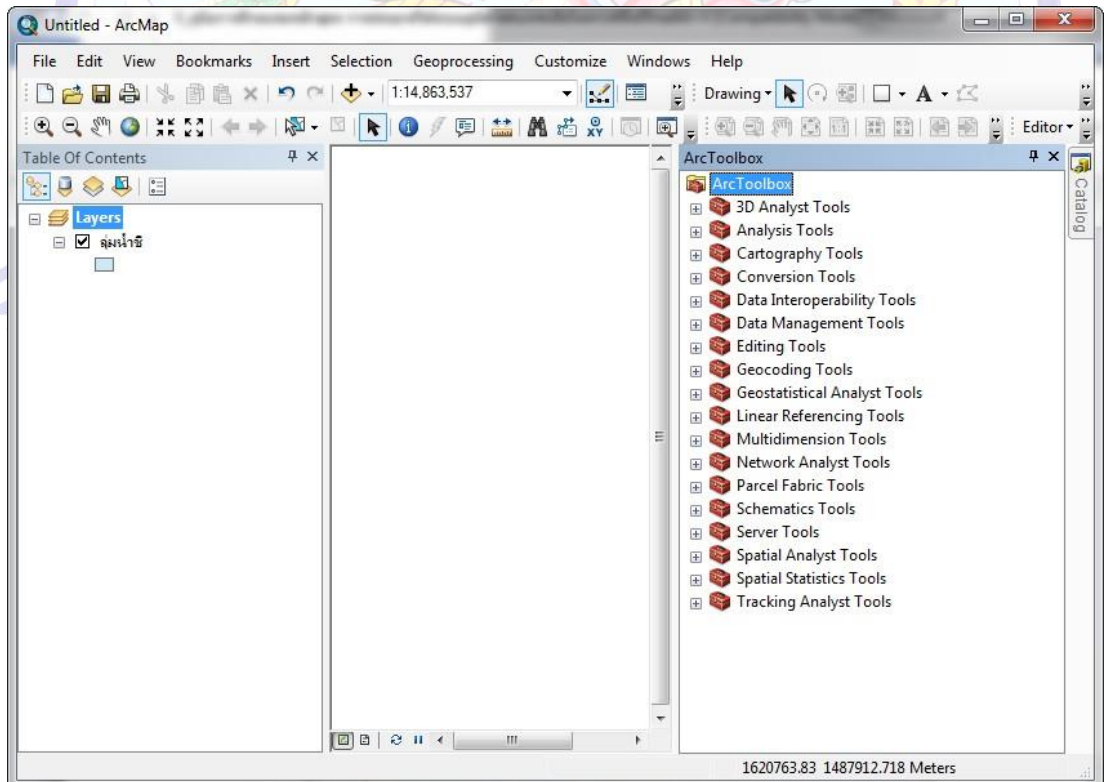 Untitled - ArcMap
File Edit View Bookmarks Insert Selection Geoprocessing Customize Windows Help
1:14,863,537
Drawing
Editor
Table Of Contents
Layers
ลุ่มน้ำชี
ArcToolbox
ArcToolbox
3D Analyst Tools
Analysis Tools
Cartography Tools
Conversion Tools
Data Interoperability Tools
Data Management Tools
Editing Tools
Geocoding Tools
Geostatistical Analyst Tools
Linear Referencing Tools
Multidimension Tools
Network Analyst Tools
Parcel Fabric Tools
Schematics Tools
Server Tools
Spatial Analyst Tools
Spatial Statistics Tools
Tracking Analyst Tools
Catalog
1620763.83 1487912.718 Meters